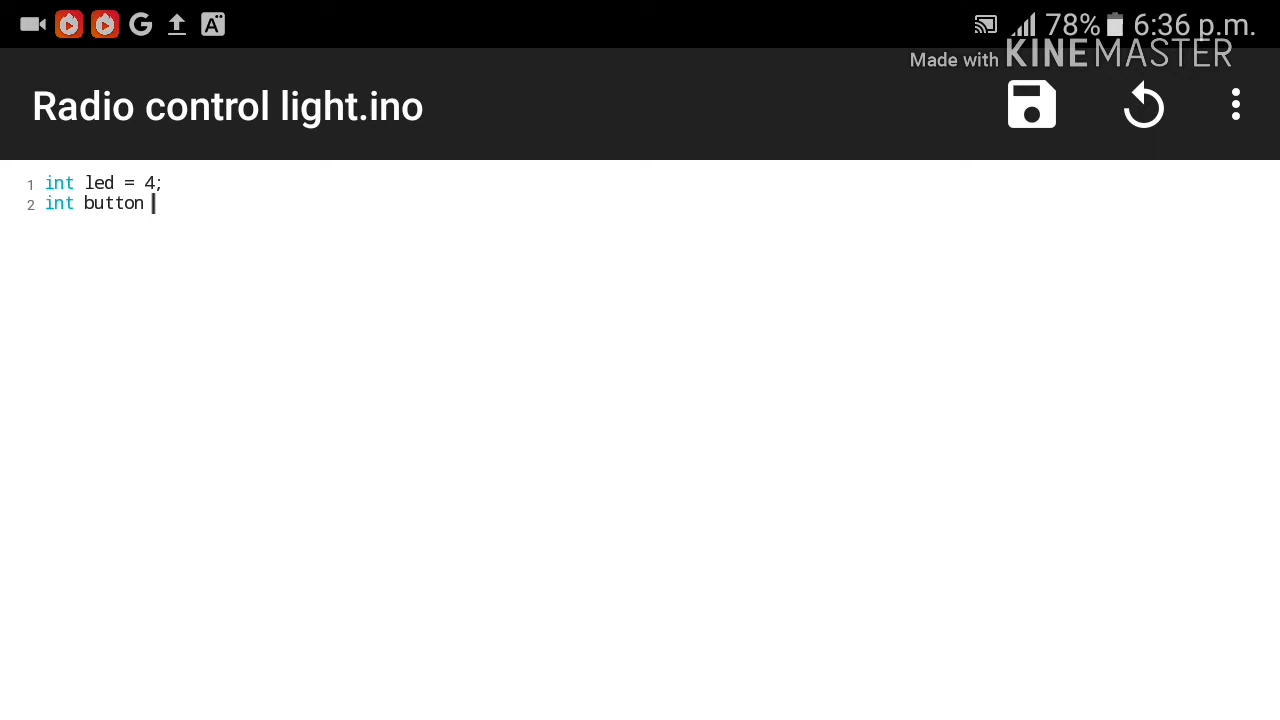 78% 6:36 p.m.
Made with KINEMASTER
Radio control light.ino
1 int led = 4;
2 int button